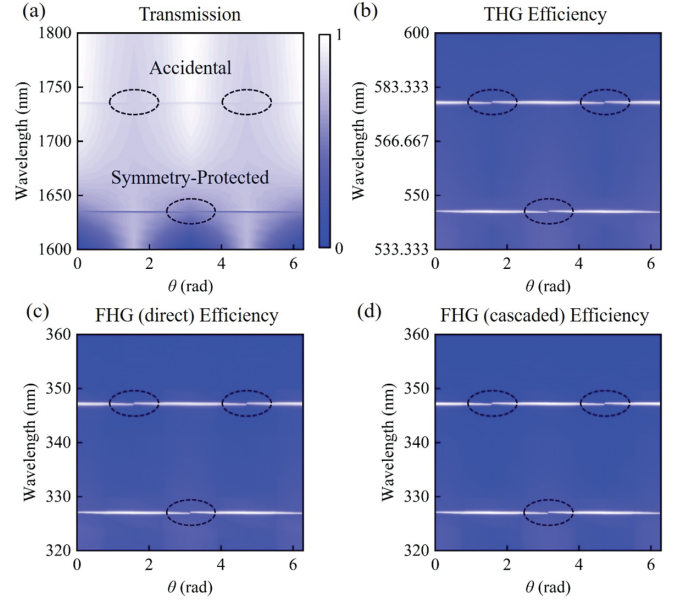 (a) Transmission
1800
1750
1700
1650
1600
Wavelength (nm)
Accidental
Symmetry-Protected
0 2 4 6
θ (rad)
1
0
(b) THG Efficiency
600
583.333
566.667
550
533.333
Wavelength (nm)
0 2 4 6
θ (rad)
(c) FHG (direct) Efficiency
360
350
340
330
320
Wavelength (nm)
0 2 4 6
θ (rad)
(d) FHG (cascaded) Efficiency
360
350
340
330
320
Wavelength (nm)
0 2 4 6
θ (rad)